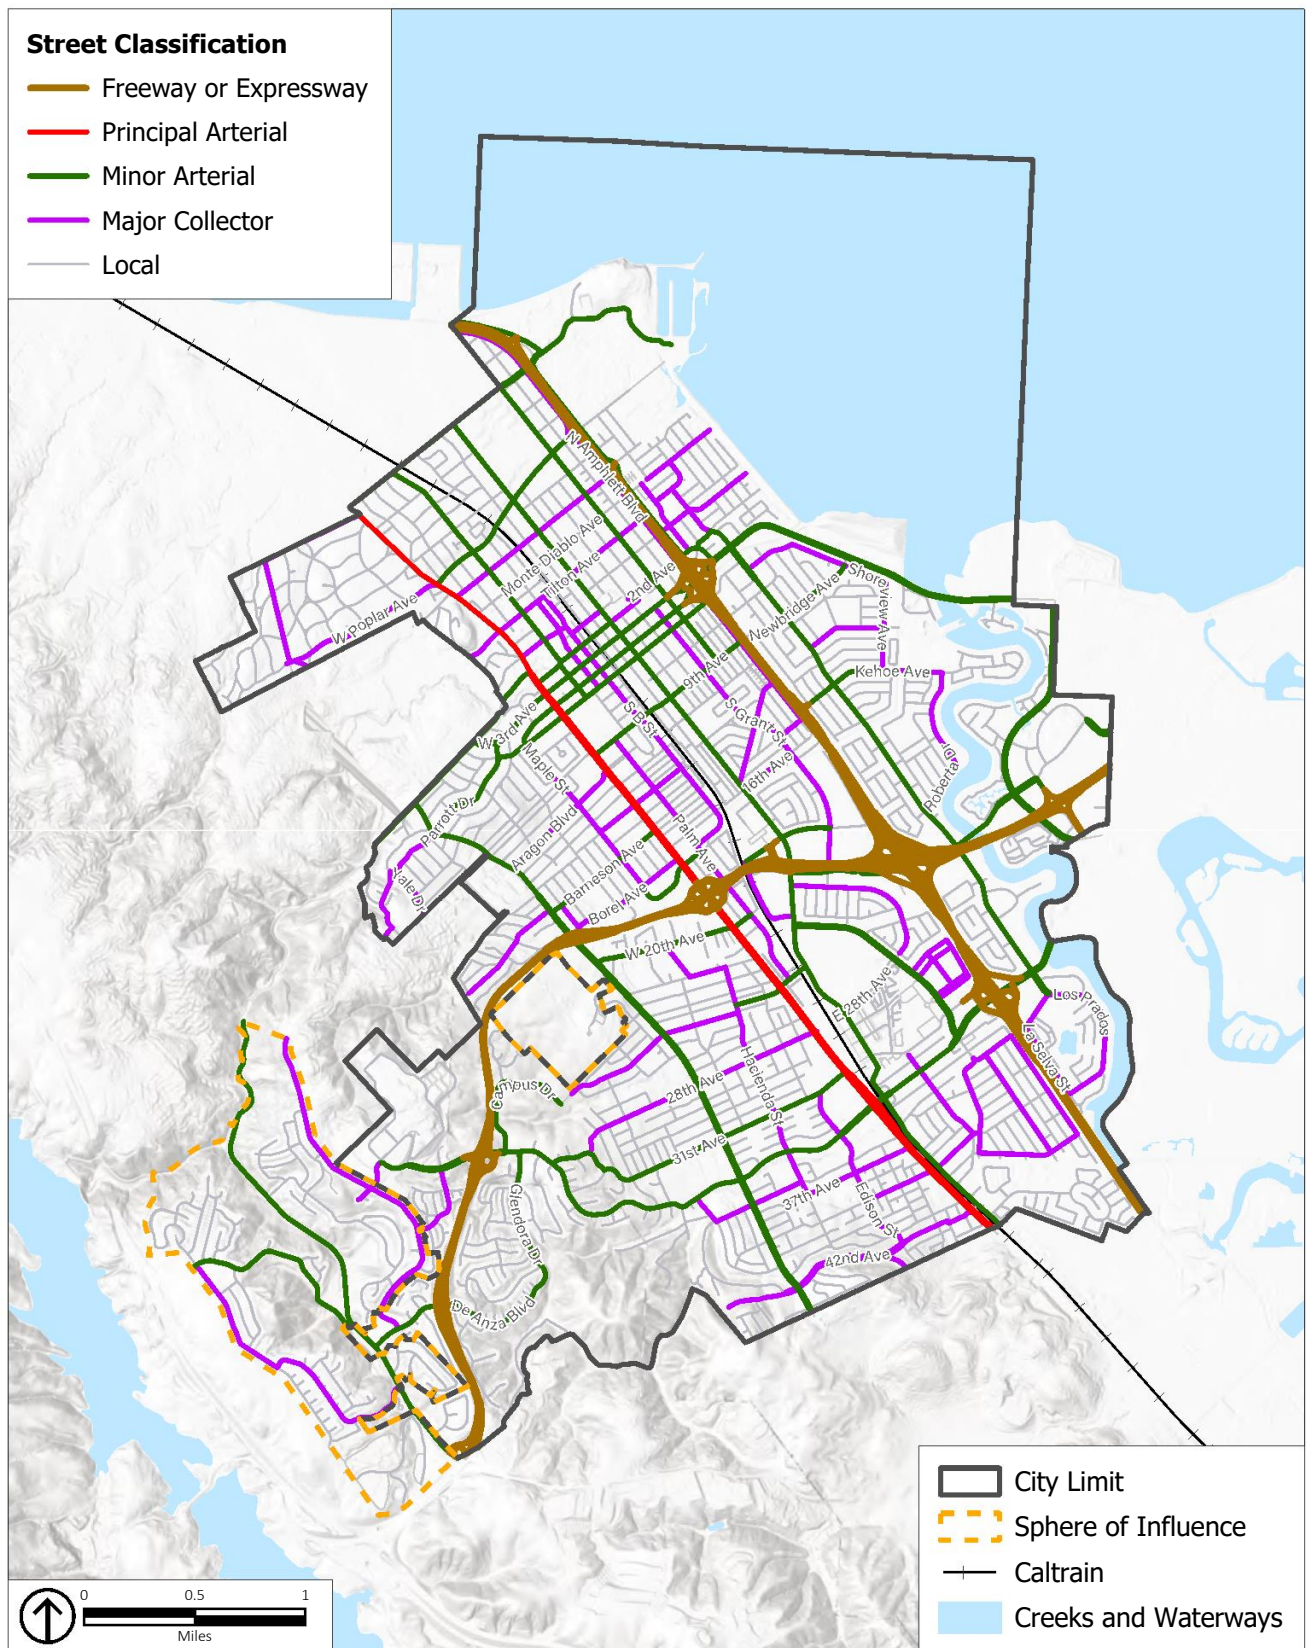 Street Classification
Freeway or Expressway
Principal Arterial
Minor Arterial
Major Collector
Local
N Amphlett Blvd
Monte Diablo Ave
Tilton Ave
2nd Ave
W Poplar Ave
Newbridge Ave
Shoreview Ave
Kehoe Ave
9th Ave
S Grant St
S B St
W 3rd Ave
Maple St
16th Ave
Roberta Dr
Parrott Dr
Aragon Blvd
Palm Ave
Yale Dr
Barneson Ave
Borel Ave
W 20th Ave
E 28th Ave
Los Prados
La Selva St
Campus Dr
28th Ave
Hacienda St
31st Ave
37th Ave
Edison St
Glendora Dr
42nd Ave
De Anza Blvd
City Limit
Sphere of Influence
Caltrain
Creeks and Waterways
0 0.5 1
Miles